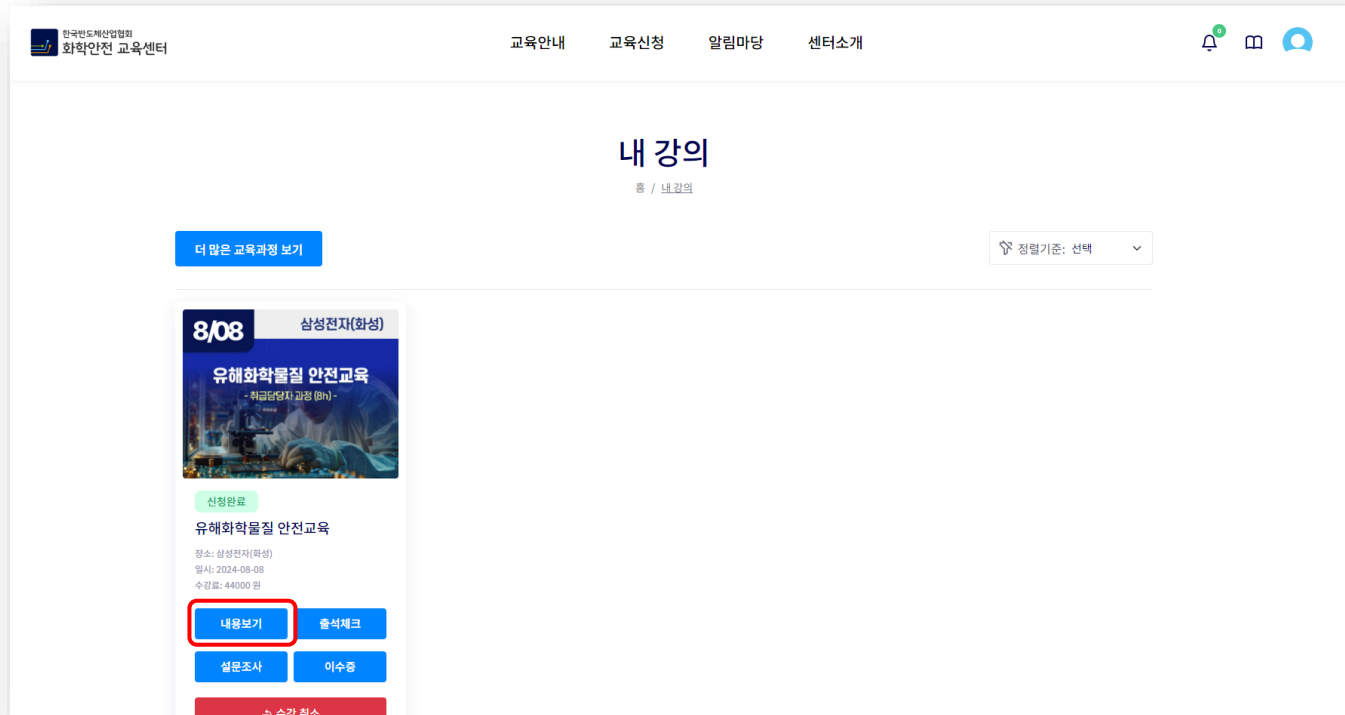 한국반도체산업협회
화학안전 교육센터
교육안내 교육신청 알림마당 센터소개
0
내 강의
홈 / 내 강의
더 많은 교육과정 보기
정렬기준: 선택
8/08 삼성전자(화성)
유해화학물질 안전교육
- 취급담당자 과정 (8h) -
신청완료
유해화학물질 안전교육
장소: 삼성전자(화성)
일시: 2024-08-08
수강료: 44000 원
내용보기 출석체크
설문조사 이수증
수강 취소